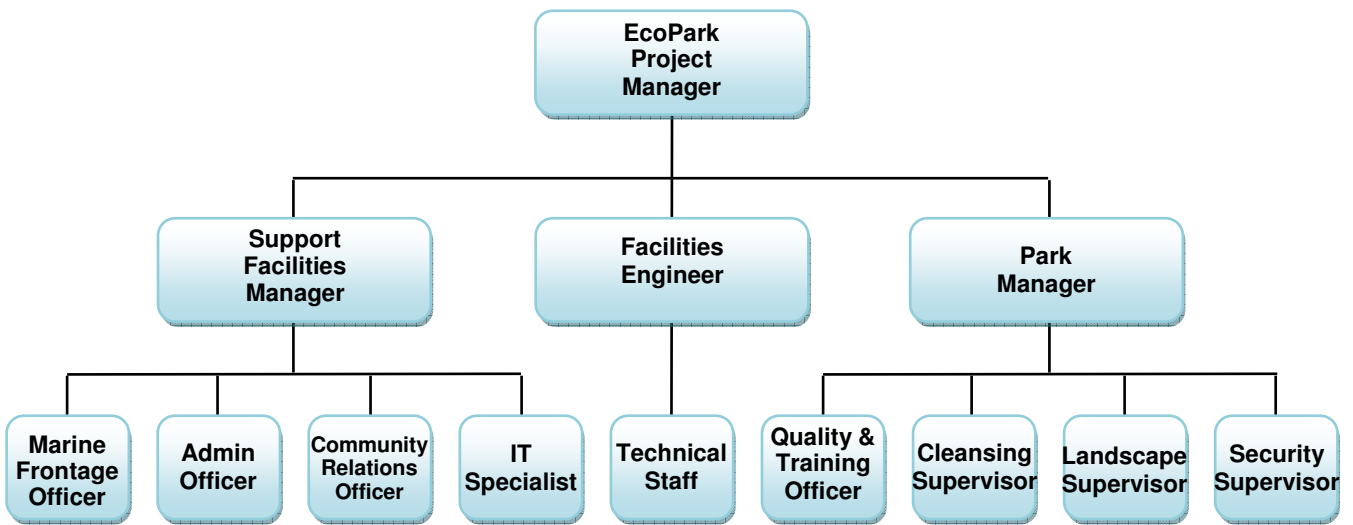 EcoPark
Project
Manager
Support
Facilities
Manager
Facilities
Engineer
Park
Manager
Marine
Frontage
Officer
Admin
Officer
Community
Relations
Officer
IT
Specialist
Technical
Staff
Quality &
Training
Officer
Cleansing
Supervisor
Landscape
Supervisor
Security
Supervisor